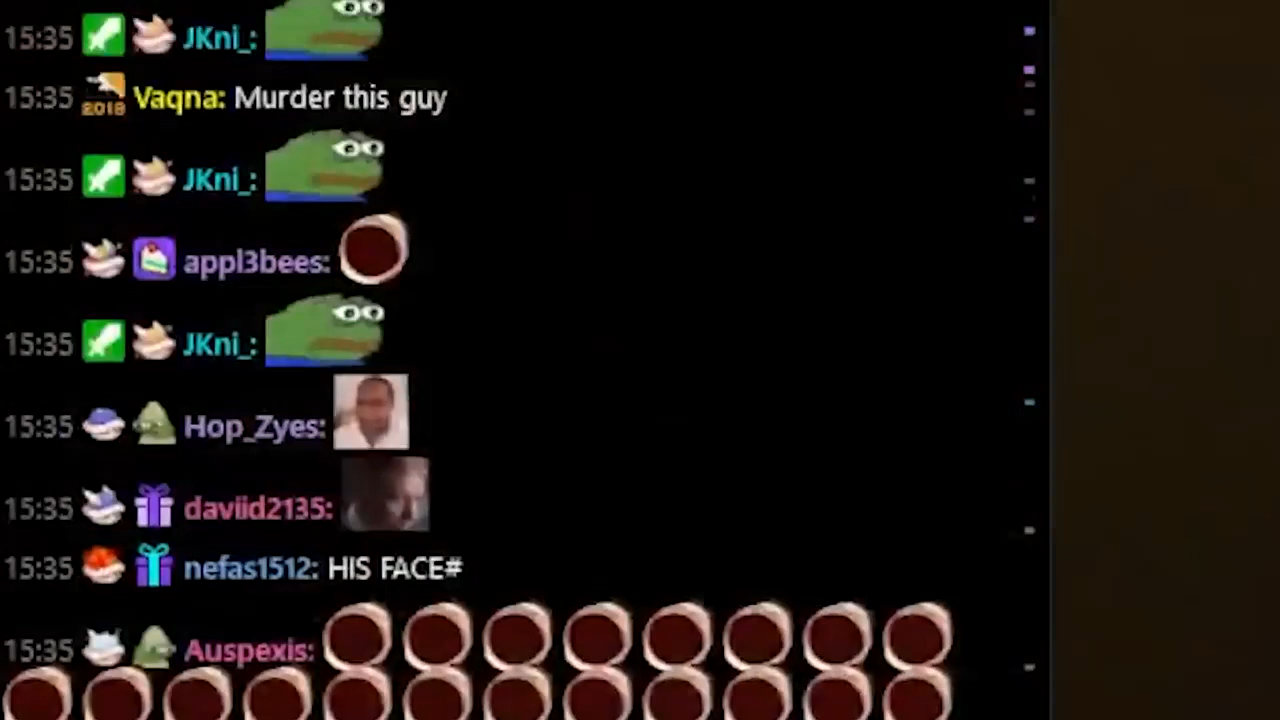 15:35 JKni_:
15:35 2018 Vaqna: Murder this guy
15:35 JKni_:
15:35 appl3bees:
15:35 JKni_:
15:35 Hop_Zyes:
15:35 daviid2135:
15:35 nefas1512: HIS FACE#
15:35 Auspexis: